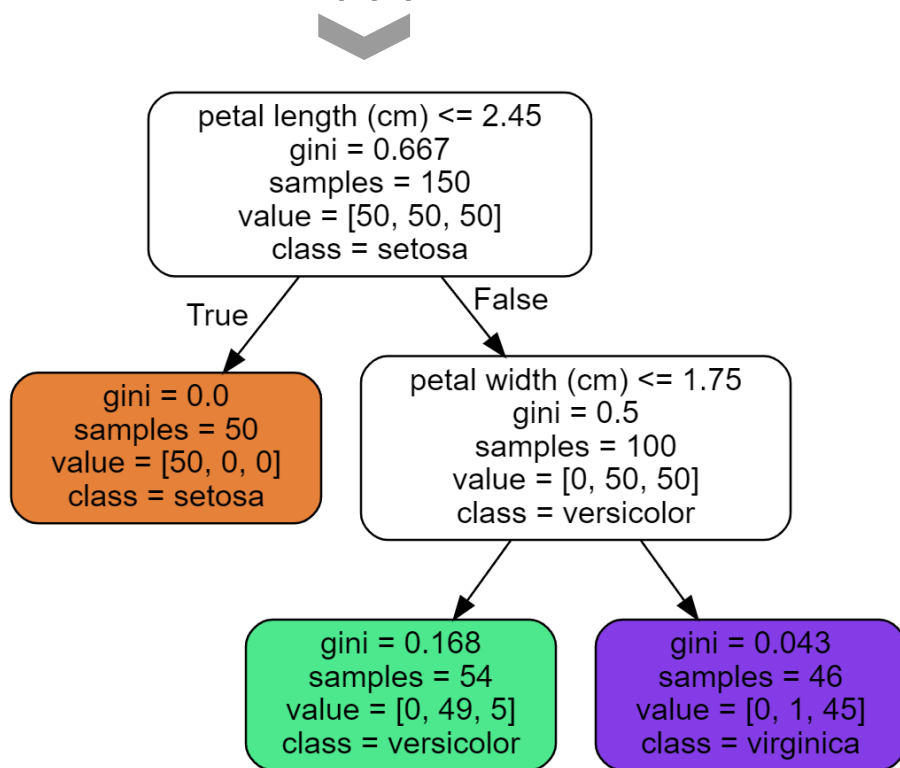 petal length (cm) <= 2.45
gini = 0.667
samples = 150
value = [50, 50, 50]
class = setosa
True
False
gini = 0.0
samples = 50
value = [50, 0, 0]
class = setosa
petal width (cm) <= 1.75
gini = 0.5
samples = 100
value = [0, 50, 50]
class = versicolor
gini = 0.168
samples = 54
value = [0, 49, 5]
class = versicolor
gini = 0.043
samples = 46
value = [0, 1, 45]
class = virginica